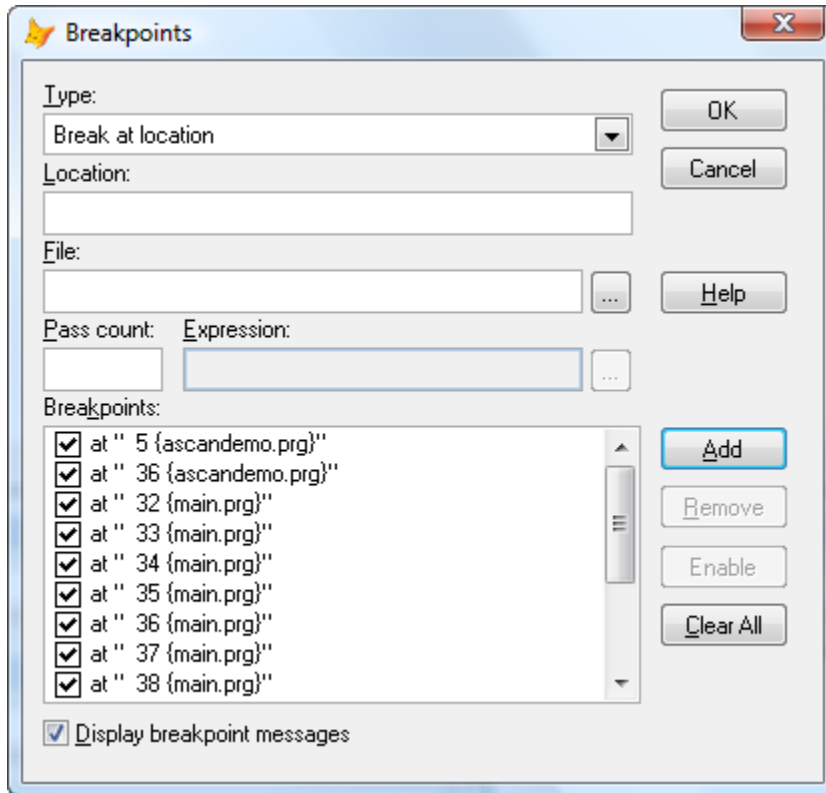 Breakpoints
Type:
Break at location
Location:
File:
...
Pass count: Expression:
...
Breakpoints:
at "  5 {ascandemo.prg}"
at "  36 {ascandemo.prg}"
at "  32 {main.prg}"
at "  33 {main.prg}"
at "  34 {main.prg}"
at "  35 {main.prg}"
at "  36 {main.prg}"
at "  37 {main.prg}"
at "  38 {main.prg}"
Display breakpoint messages
OK
Cancel
Help
Add
Remove
Enable
Clear All